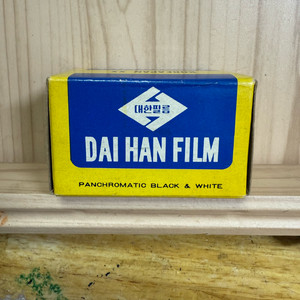 대한필름
DAI HAN FILM
PANCHROMATIC BLACK & WHITE